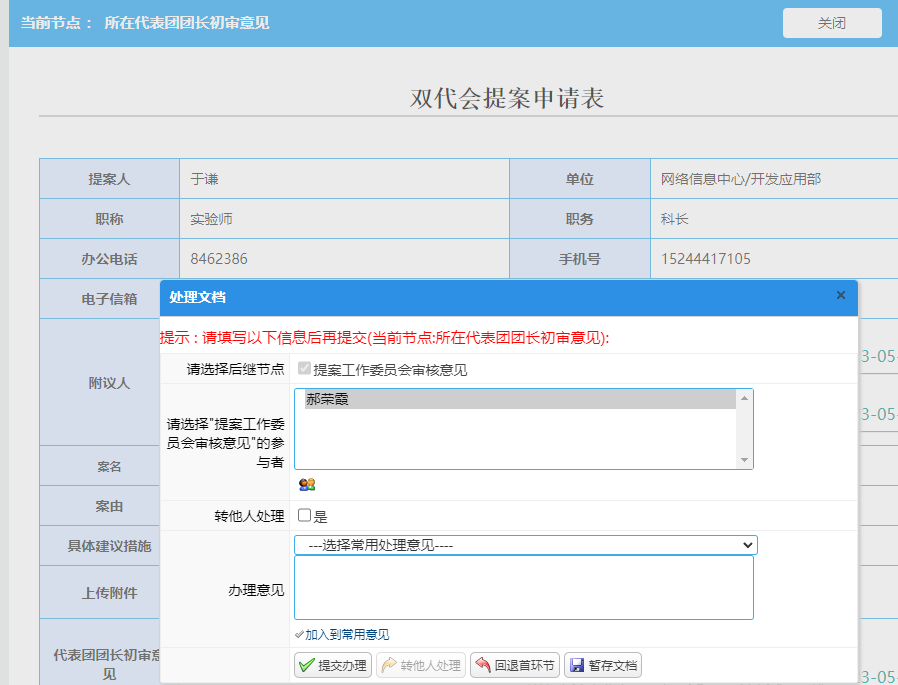 当前节点： 所在代表团团长初审意见
关闭
双代会提案申请表
提案人 于谦 单位 网络信息中心/开发应用部
职称 实验师 职务 科长
办公电话 8462386 手机号 15244417105
电子信箱
处理文档 ×
提示 : 请填写以下信息后再提交(当前节点:所在代表团团长初审意见):
请选择后继节点 提案工作委员会审核意见
附议人
3-05-
3-05-
请选择"提案工作委
员会审核意见"的参
与者
郝荣霞
案名
案由
转他人处理 是
具体建议措施
---选择常用处理意见----
上传附件
办理意见
加入到常用意见
代表团团长初审意
见
提交办理 转他人处理 回退首环节 暂存文档
3-05-